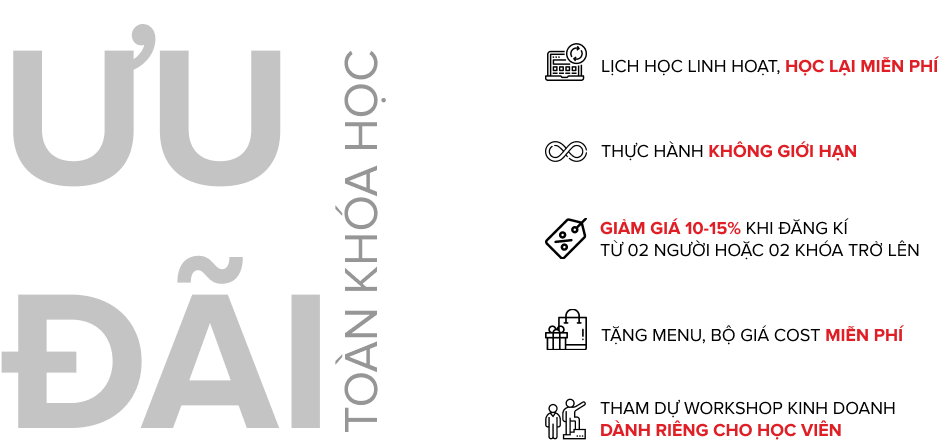 ƯU
ĐÃI
TOÀN KHÓA HỌC
LỊCH HỌC LINH HOẠT, HỌC LẠI MIỄN PHÍ
THỰC HÀNH KHÔNG GIỚI HẠN
GIẢM GIÁ 10-15% KHI ĐĂNG KÍ
TỪ 02 NGƯỜI HOẶC 02 KHÓA TRỞ LÊN
TẶNG MENU, BỘ GIÁ COST MIỄN PHÍ
THAM DỰ WORKSHOP KINH DOANH
DÀNH RIÊNG CHO HỌC VIÊN